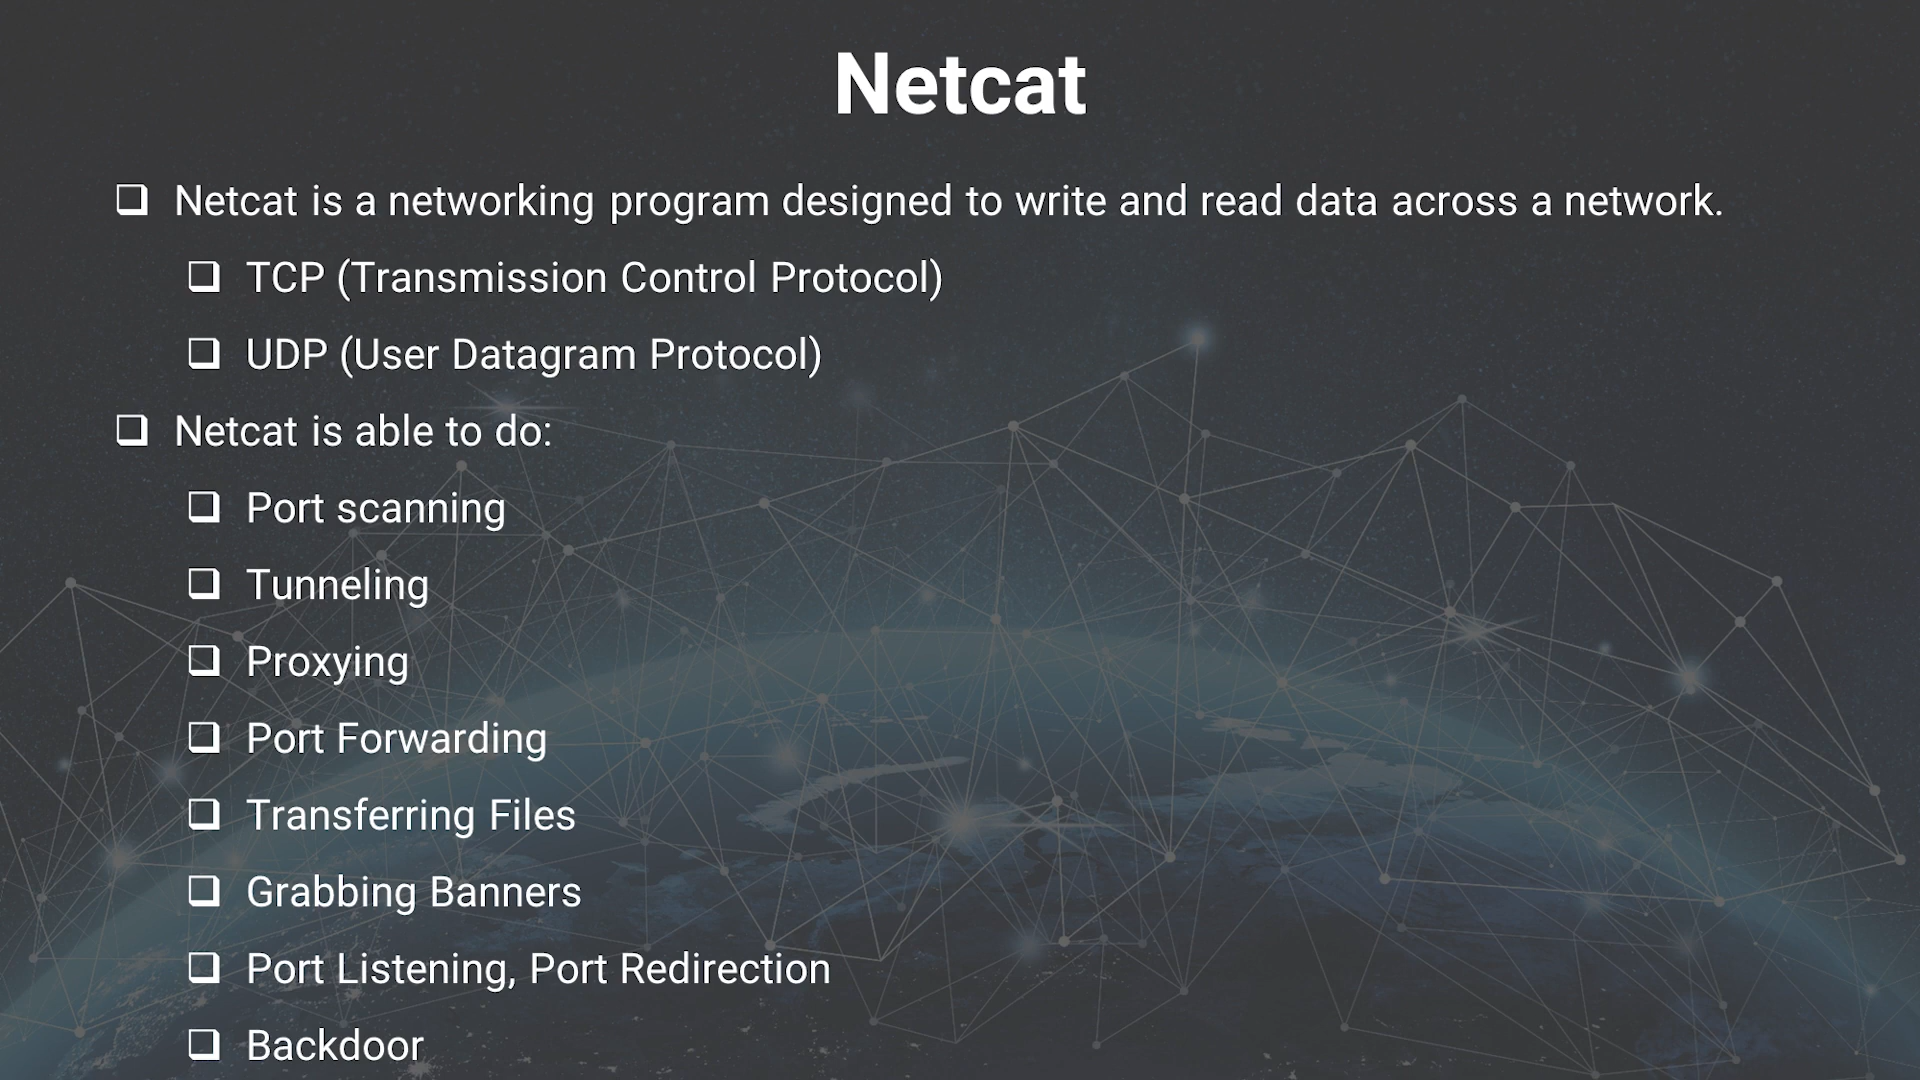 Netcat
Netcat is a networking program designed to write and read data across a network.
TCP (Transmission Control Protocol)
UDP (User Datagram Protocol)
Netcat is able to do:
Port scanning
Tunneling
Proxying
Port Forwarding
Transferring Files
Grabbing Banners
Port Listening, Port Redirection
Backdoor